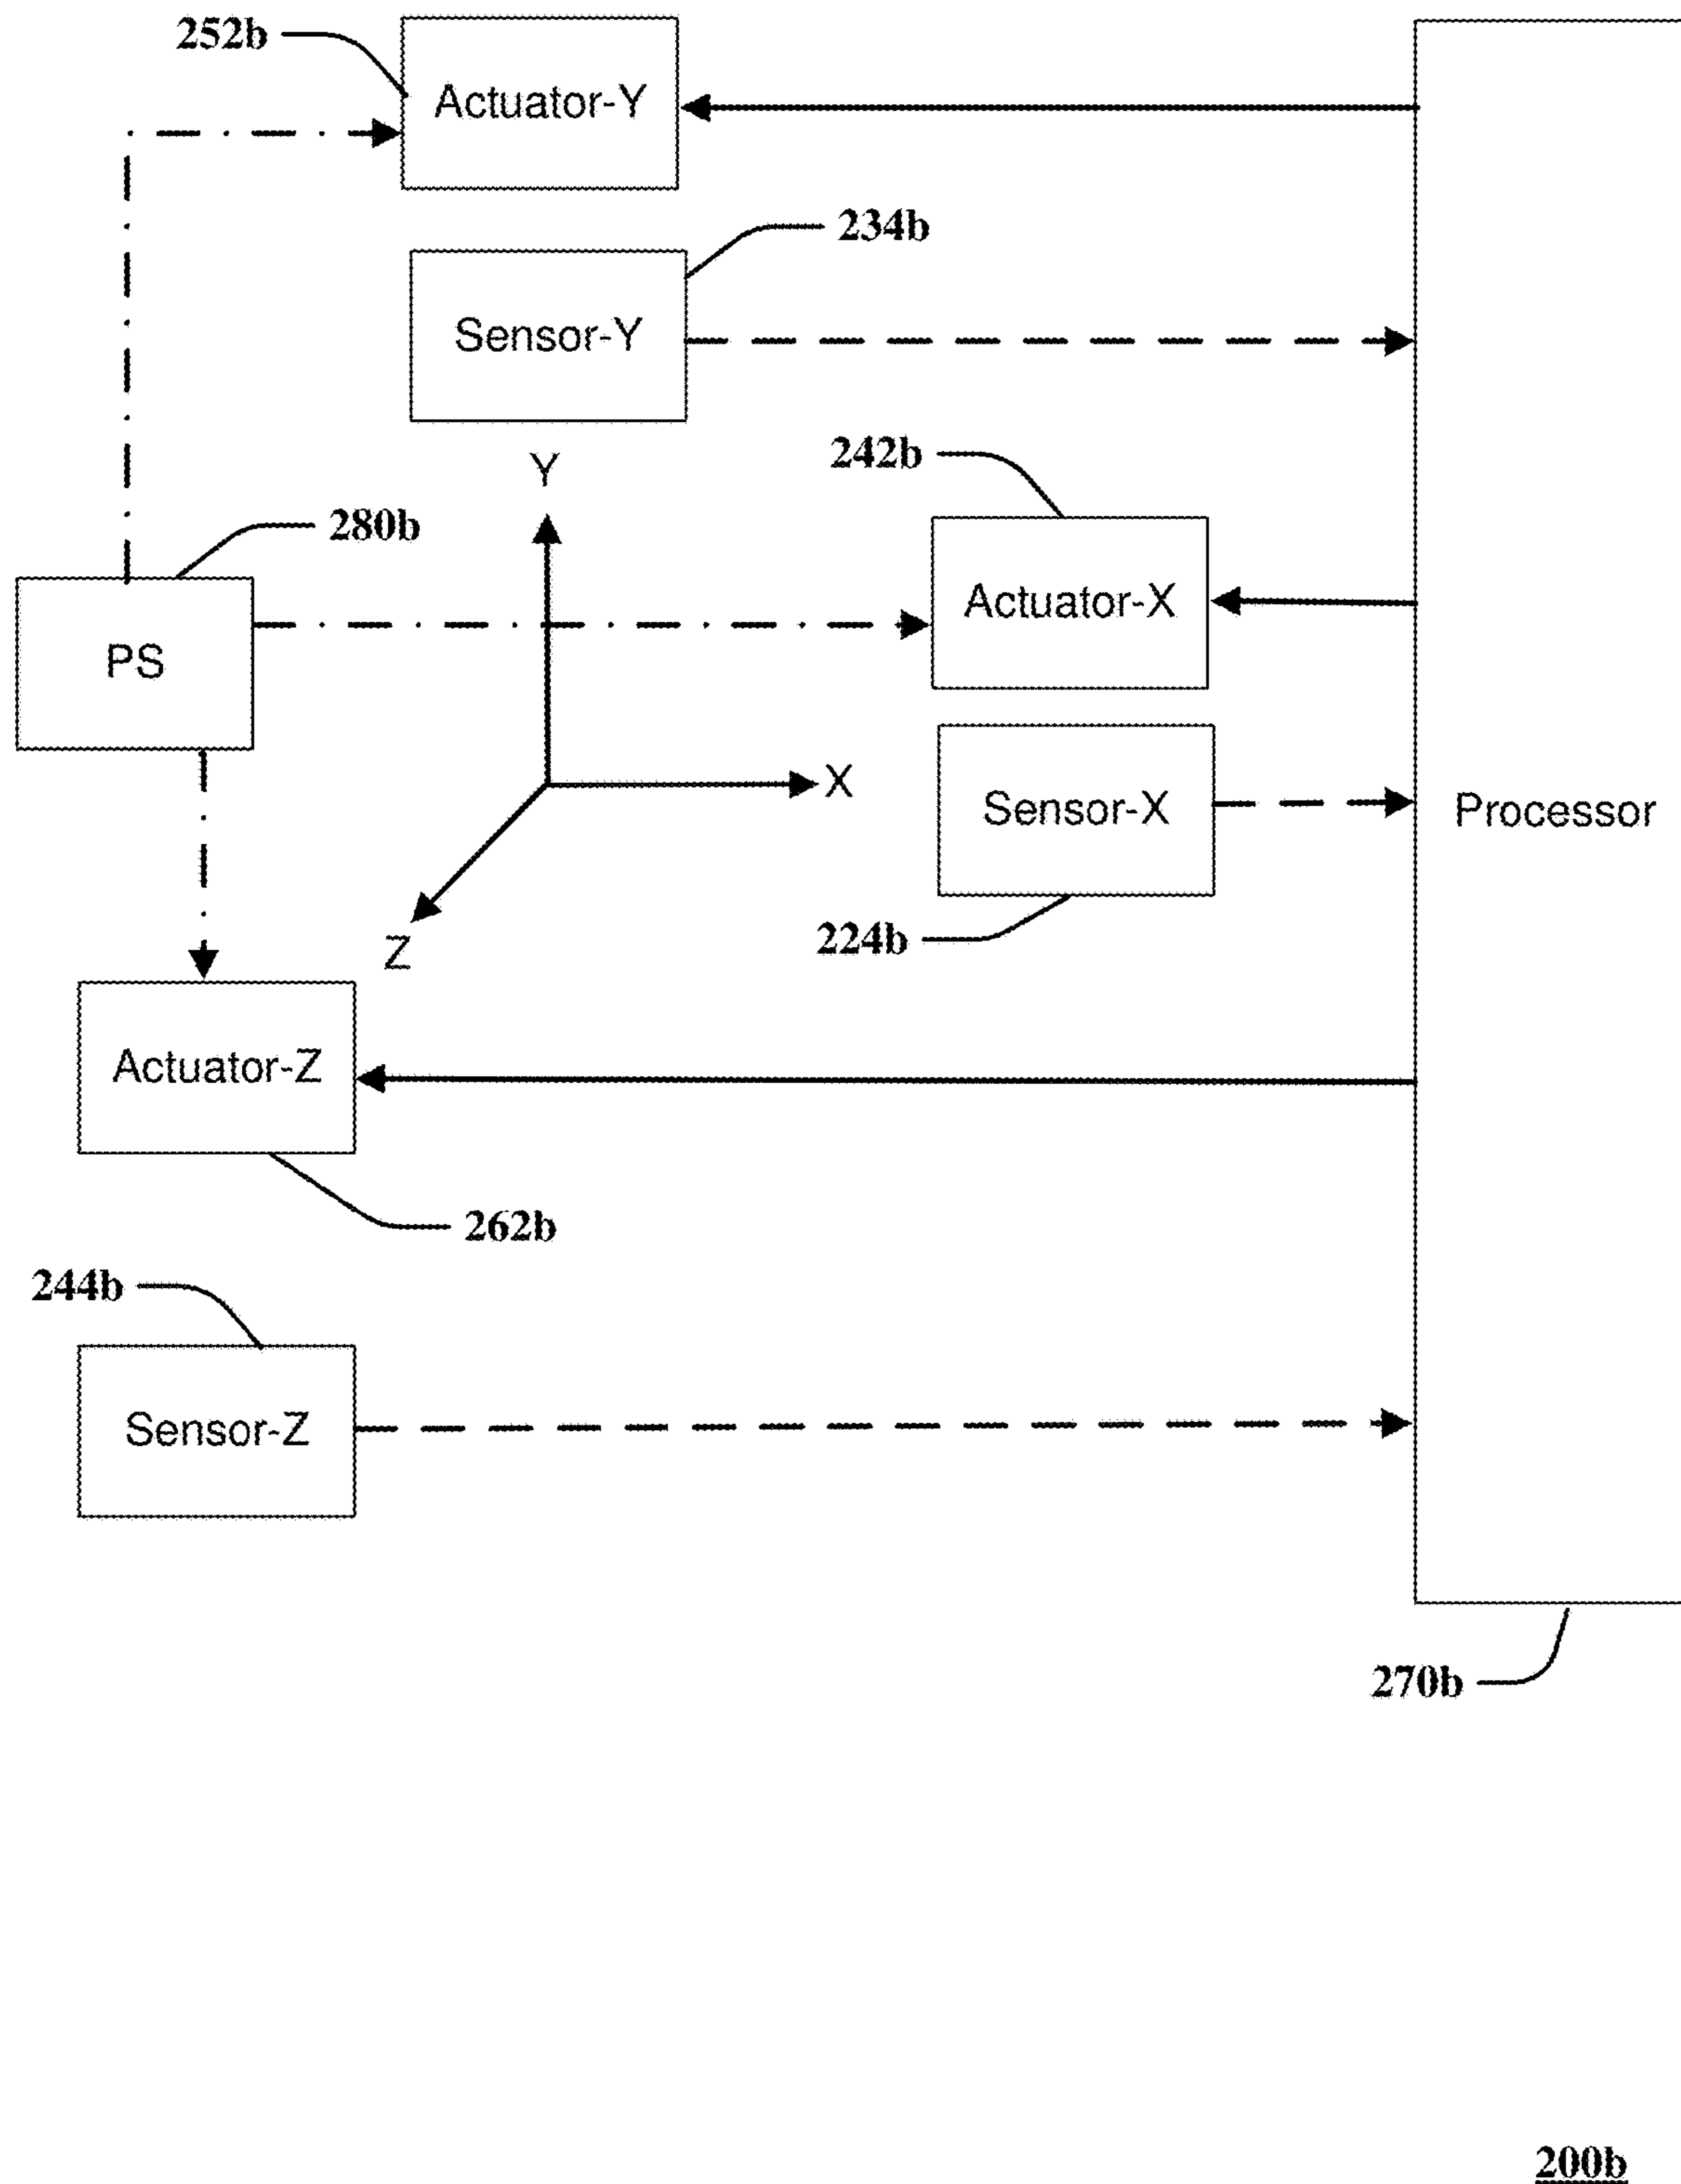 252b
Actuator-Y
234b
Sensor-Y
Y
242b
280b
Actuator-X
PS
X
Sensor-X
Processor
224b
Z
Actuator-Z
262b
244b
Sensor-Z
270b
200b